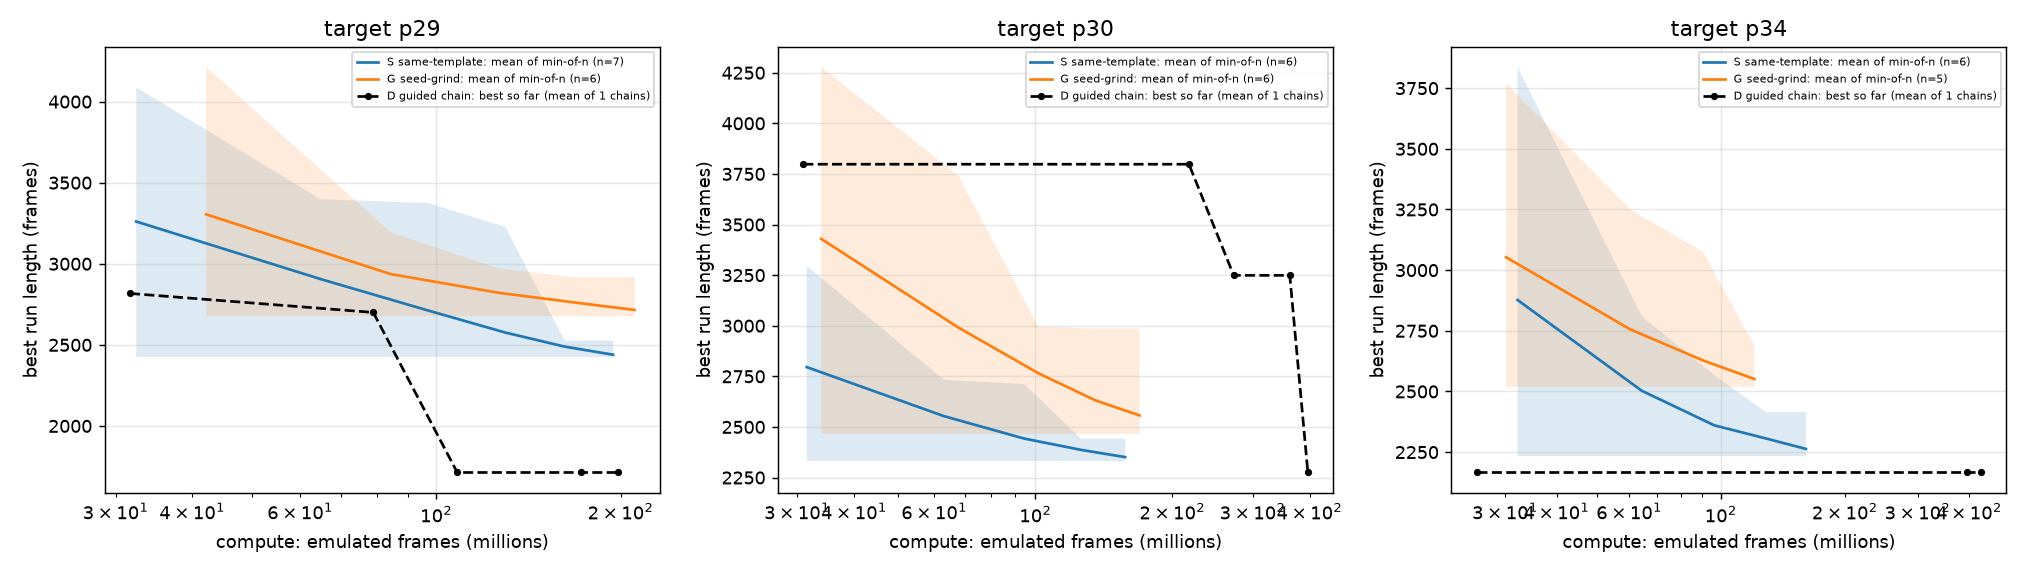 target p29
S same-template: mean of min-of-n (n=7)
G seed-grind: mean of min-of-n (n=6)
D guided chain: best so far (mean of 1 chains)
best run length (frames)
4000
3500
3000
2500
2000
3 × 10¹
4 × 10¹
6 × 10¹
10²
2 × 10²
compute: emulated frames (millions)
target p30
S same-template: mean of min-of-n (n=6)
G seed-grind: mean of min-of-n (n=6)
D guided chain: best so far (mean of 1 chains)
best run length (frames)
4250
4000
3750
3500
3250
3000
2750
2500
2250
3 × 10¹
4 × 10¹
6 × 10¹
10²
2 × 10²
3 × 10²
4 × 10²
compute: emulated frames (millions)
target p34
S same-template: mean of min-of-n (n=6)
G seed-grind: mean of min-of-n (n=5)
D guided chain: best so far (mean of 1 chains)
best run length (frames)
3750
3500
3250
3000
2750
2500
2250
3 × 10¹
4 × 10¹
6 × 10¹
10²
2 × 10²
3 × 10²
4 × 10²
compute: emulated frames (millions)